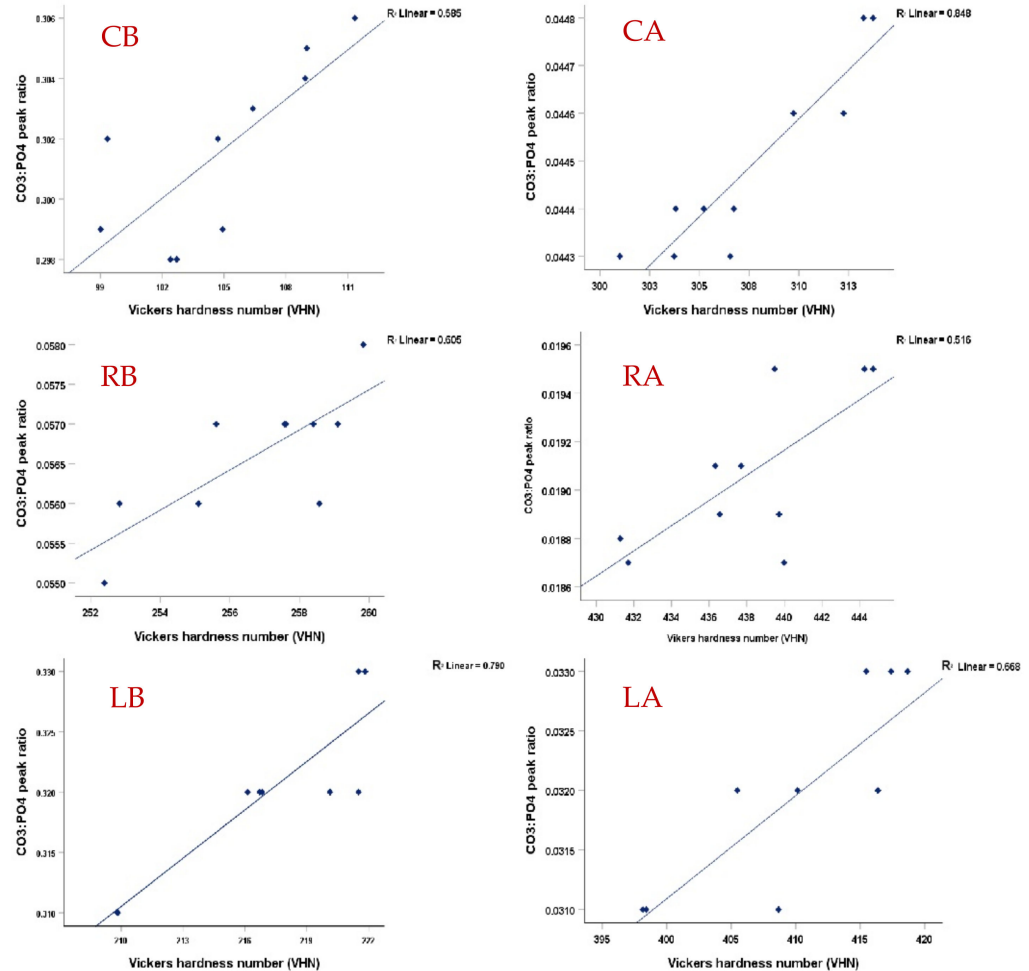 CB
R² Linear = 0.585
0.306
0.304
0.302
0.300
0.298
CO3:PO4 peak ratio
99 102 105 109 111
Vickers hardness number (VHN)
CA
R² Linear = 0.848
0.0448
0.0447
0.0446
0.0445
0.0444
0.0443
CO3:PO4 peak ratio
300 303 305 308 310 313
Vickers hardness number (VHN)
RB
R² Linear = 0.605
0.0580
0.0575
0.0570
0.0565
0.0560
0.0555
0.0550
CO3:PO4 peak ratio
252 254 256 258 260
Vickers hardness number (VHN)
RA
R² Linear = 0.516
0.0196
0.0194
0.0192
0.0190
0.0188
0.0186
CO3:PO4 peak ratio
430 432 434 436 438 440 442 444
Vikers hardness number (VHN)
LB
R² Linear = 0.790
0.330
0.325
0.320
0.315
0.310
CO3:PO4 peak ratio
210 213 216 219 222
Vickers hardness number (VHN)
LA
R² Linear = 0.668
0.0330
0.0325
0.0320
0.0315
0.0310
CO3:PO4 peak ratio
395 400 405 410 415 420
Vickers hardness number (VHN)